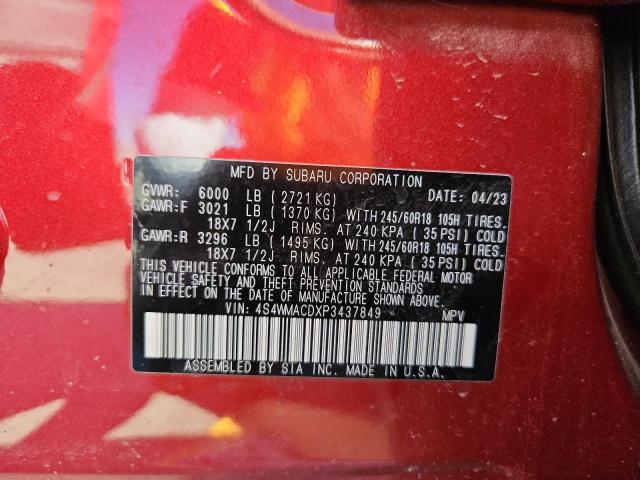 MFD BY SUBARU CORPORATION
GVWR: 6000 LB ( 2721 KG) DATE: 04/23
GAWR:F 3021 LB ( 1370 KG) WITH 245/60R18 105H TIRES.
18X7 1/2J RIMS. AT 240 KPA ( 35 PSI) COLD
GAWR:R 3296 LB ( 1495 KG) WITH 245/60R18 105H TIRES.
18X7 1/2J RIMS. AT 240 KPA ( 35 PSI) COLD
THIS VEHICLE CONFORMS TO ALL APPLICABLE FEDERAL MOTOR
VEHICLE SAFETY AND THEFT PREVENTION STANDARDS
IN EFFECT ON THE DATE OF MANUFACTURE SHOWN ABOVE.
VIN: 4S4WMACDXP3437849 MPV
ASSEMBLED BY SIA INC. MADE IN U.S.A.